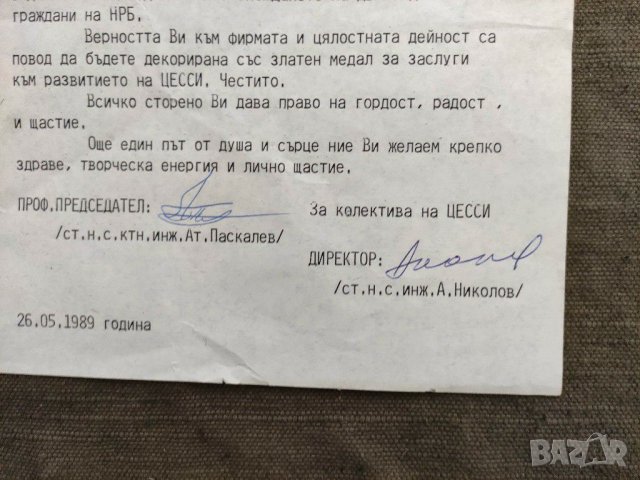 граждани на НРБ.
Верността Ви към фирмата и цялостната дейност са
повод да бъдете декорирана със златен медал за заслуги
към развитието на ЦЕССИ. Честито.
Всичко сторено Ви дава право на гордост, радост ,
и щастие.
Още един път от душа и сърце ние Ви желаем крепко
здраве, творческа енергия и лично щастие.
ПРОФ.ПРЕДСЕДАТЕЛ:
/ст.н.с.ктн.инж.Ат.Паскалев/
За колектива на ЦЕССИ
ДИРЕКТОР:
/ст.н.с.инж.А.Николов/
26.05.1989 година
BAZAR